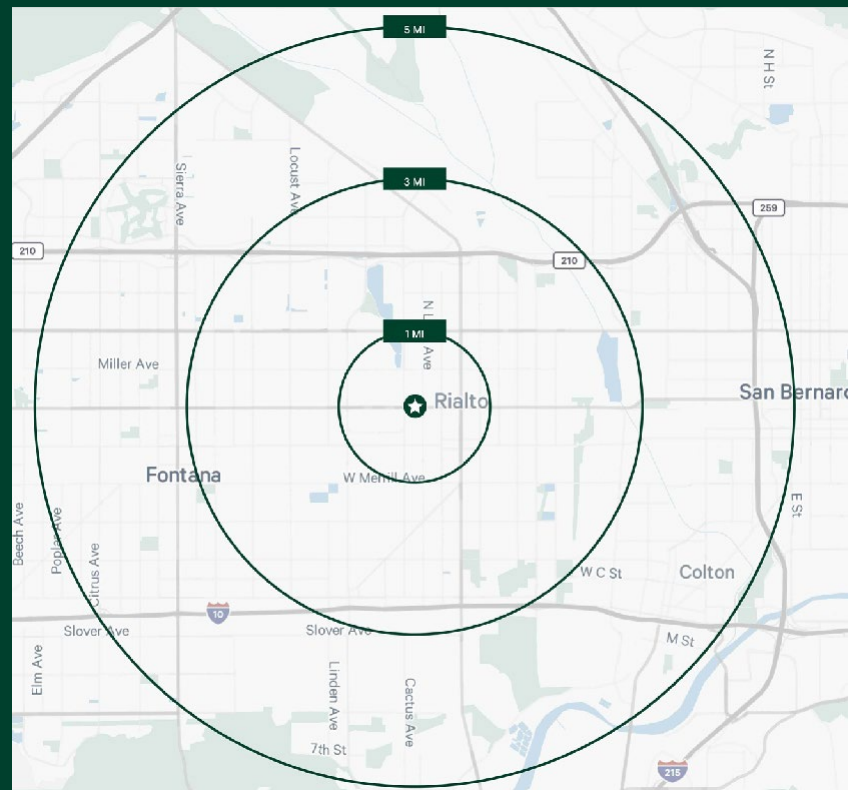 5 MI
N H St
3 MI
Sierra Ave
Locust Ave
259
210
210
1 MI
Miller Ave
San Bernard
Rialto
Fontana
W Merrill Ave
E St
Beech Ave
Poplar Ave
Citrus Ave
W C St
Colton
10
Slover Ave
Slover Ave
M St
Elm Ave
Linden Ave
Cactus Ave
7th St
215